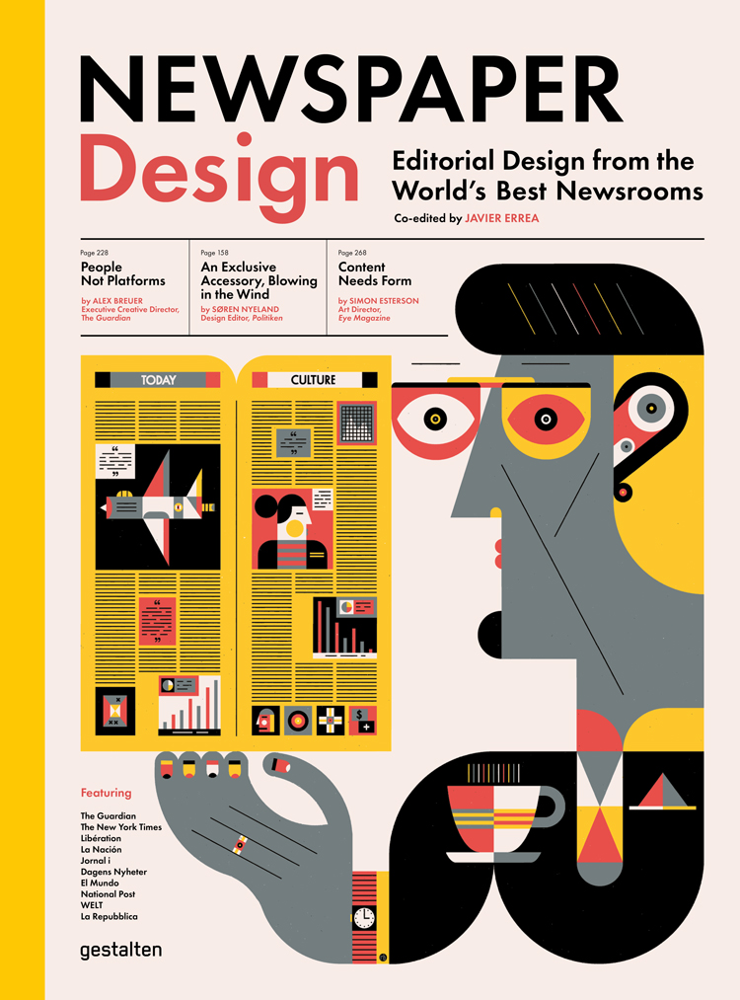 NEWSPAPER
Design
Editorial Design from the
World's Best Newsrooms
Co-edited by JAVIER ERREA
Page 228
People
Not Platforms
by ALEX BREUER
Executive Creative Director,
The Guardian
Page 158
An Exclusive
Accessory, Blowing
in the Wind
by SØREN NYELAND
Design Editor, Politiken
Page 268
Content
Needs Form
by SIMON ESTERSON
Art Director,
Eye Magazine
TODAY
CULTURE
$
Featuring
The Guardian
The New York Times
Libération
La Nación
Jornal i
Dagens Nyheter
El Mundo
National Post
WELT
La Repubblica
gestalten